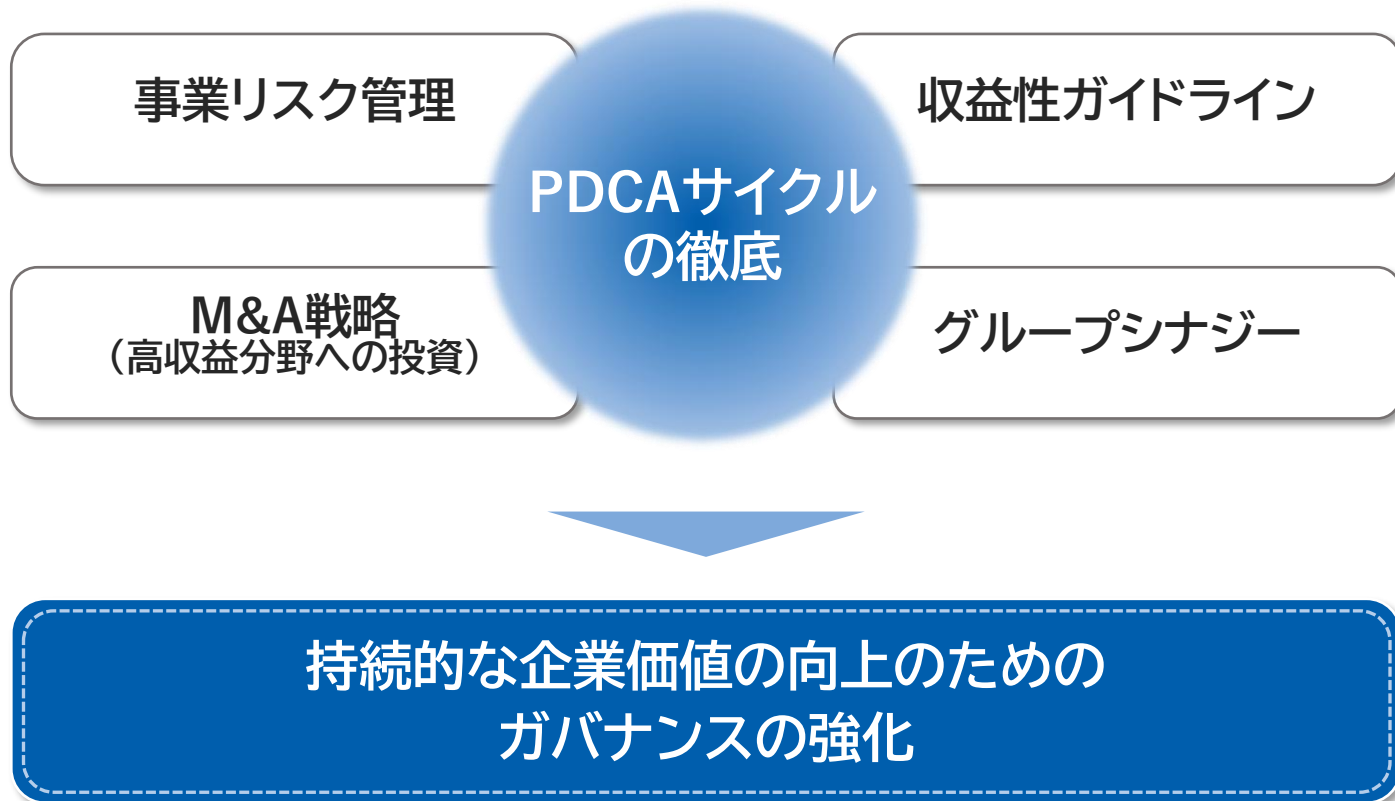 事業リスク管理
収益性ガイドライン
PDCAサイクル
の徹底
M&A戦略
（高収益分野への投資）
グループシナジー
持続的な企業価値の向上のための
ガバナンスの強化